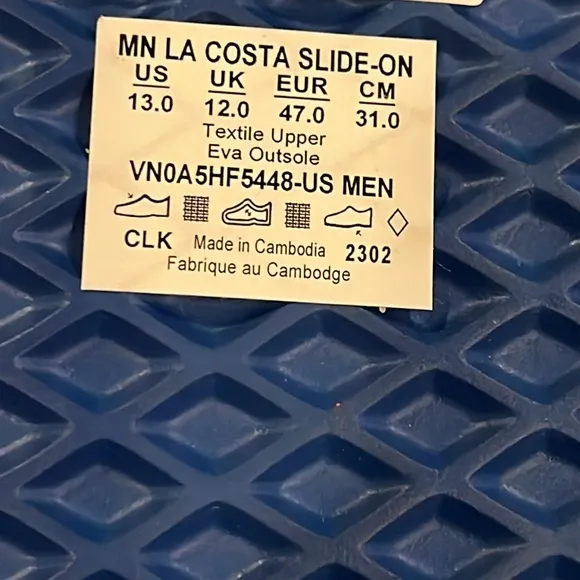 MN LA COSTA SLIDE-ON
US UK EUR CM
13.0 12.0 47.0 31.0
Textile Upper
Eva Outsole
VN0A5HF5448-US MEN
CLK Made in Cambodia 2302
Fabrique au Cambodge